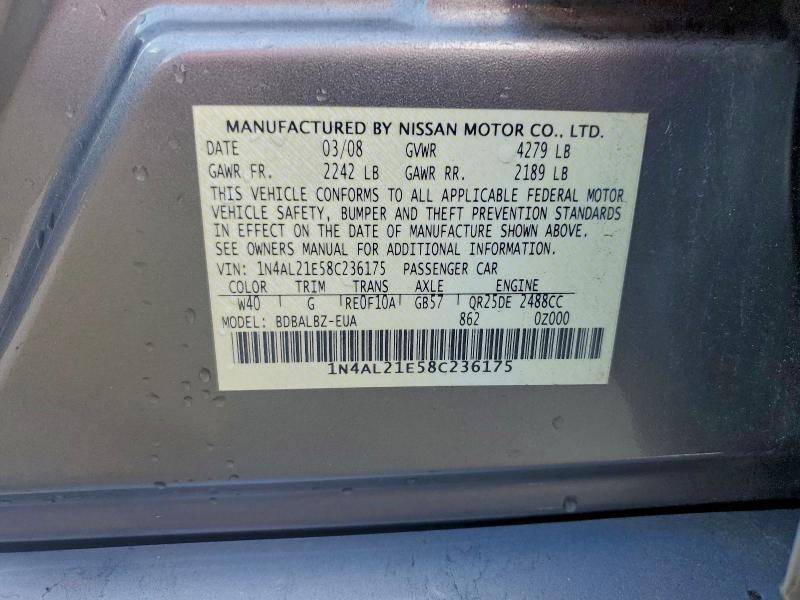 MANUFACTURED BY NISSAN MOTOR CO., LTD.
DATE 03/08 GVWR 4279 LB
GAWR FR. 2242 LB GAWR RR. 2189 LB
THIS VEHICLE CONFORMS TO ALL APPLICABLE FEDERAL MOTOR
VEHICLE SAFETY, BUMPER AND THEFT PREVENTION STANDARDS
IN EFFECT ON THE DATE OF MANUFACTURE SHOWN ABOVE.
SEE OWNERS MANUAL FOR ADDITIONAL INFORMATION.
VIN: 1N4AL21E58C236175 PASSENGER CAR
COLOR TRIM TRANS AXLE ENGINE
W40 G RE0F10A GB57 QR25DE 2488CC
MODEL: BDBALBZ-EUA 862 0Z000
1N4AL21E58C236175